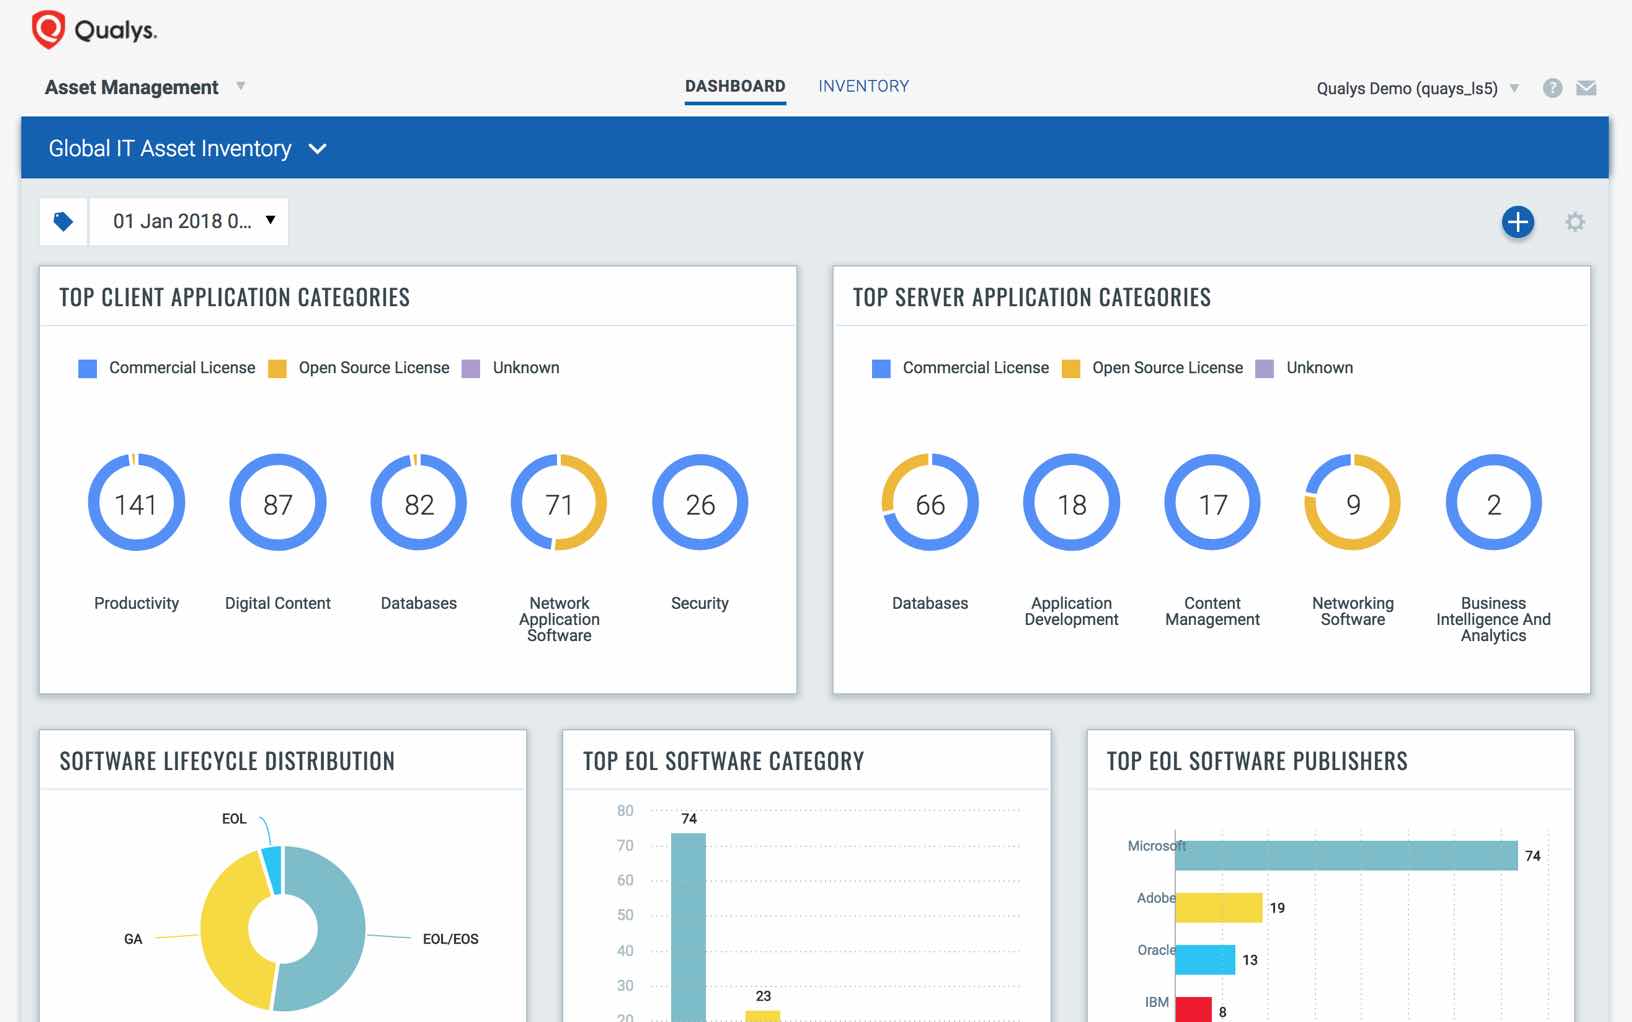 Qualys.
Asset Management
DASHBOARD
INVENTORY
Qualys Demo (quays_ls5)
?
Global IT Asset Inventory
01 Jan 2018 0...
TOP CLIENT APPLICATION CATEGORIES
Commercial License
Open Source License
Unknown
141
87
82
71
26
Productivity
Digital Content
Databases
Network
Application
Software
Security
TOP SERVER APPLICATION CATEGORIES
Commercial License
Open Source License
Unknown
66
18
17
9
2
Databases
Application
Development
Content
Management
Networking
Software
Business
Intelligence And
Analytics
SOFTWARE LIFECYCLE DISTRIBUTION
EOL
GA
EOL/EOS
TOP EOL SOFTWARE CATEGORY
80
70
60
50
40
30
20
74
23
TOP EOL SOFTWARE PUBLISHERS
Microsoft
74
Adobe
19
Oracle
13
IBM
8